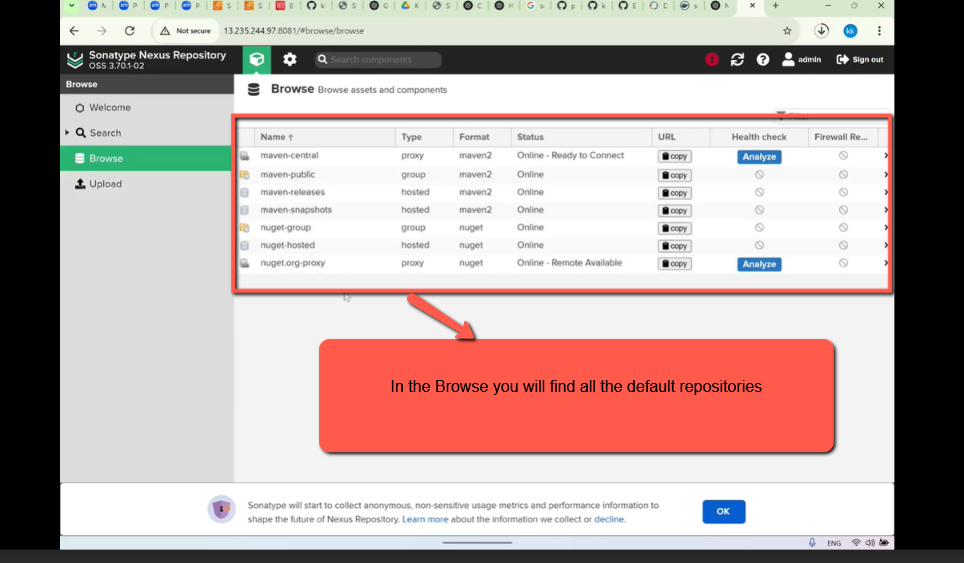 Not secure
13.235.244.97:8081/#browse/browse
kk
Sonatype Nexus Repository
OSS 3.70.1-02
Search components
admin
Sign out
Browse
Welcome
Search
Browse
Upload
Browse Browse assets and components
Name Type Format Status URL Health check Firewall Re...
maven-central proxy maven2 Online - Ready to Connect copy Analyze
maven-public group maven2 Online copy
maven-releases hosted maven2 Online copy
maven-snapshots hosted maven2 Online copy
nuget-group group nuget Online copy
nuget-hosted hosted nuget Online copy
nuget.org-proxy proxy nuget Online - Remote Available copy Analyze
In the Browse you will find all the default repositories
Sonatype will start to collect anonymous, non-sensitive usage metrics and performance information to
shape the future of Nexus Repository. Learn more about the information we collect or decline.
OK
ENG